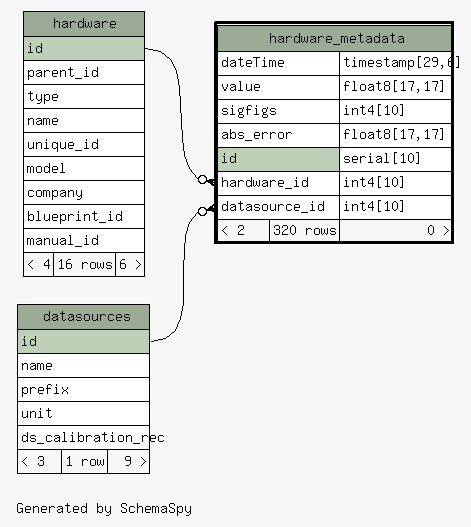 hardware
id
parent_id
type
name
unique_id
model
company
blueprint_id
manual_id
< 4 16 rows 6 >
hardware_metadata
dateTime timestamp[29,6]
value float8[17,17]
sigfigs int4[10]
abs_error float8[17,17]
id serial[10]
hardware_id int4[10]
datasource_id int4[10]
< 2 320 rows 0 >
datasources
id
name
prefix
unit
ds_calibration_rec
< 3 1 row 9 >
Generated by SchemaSpy